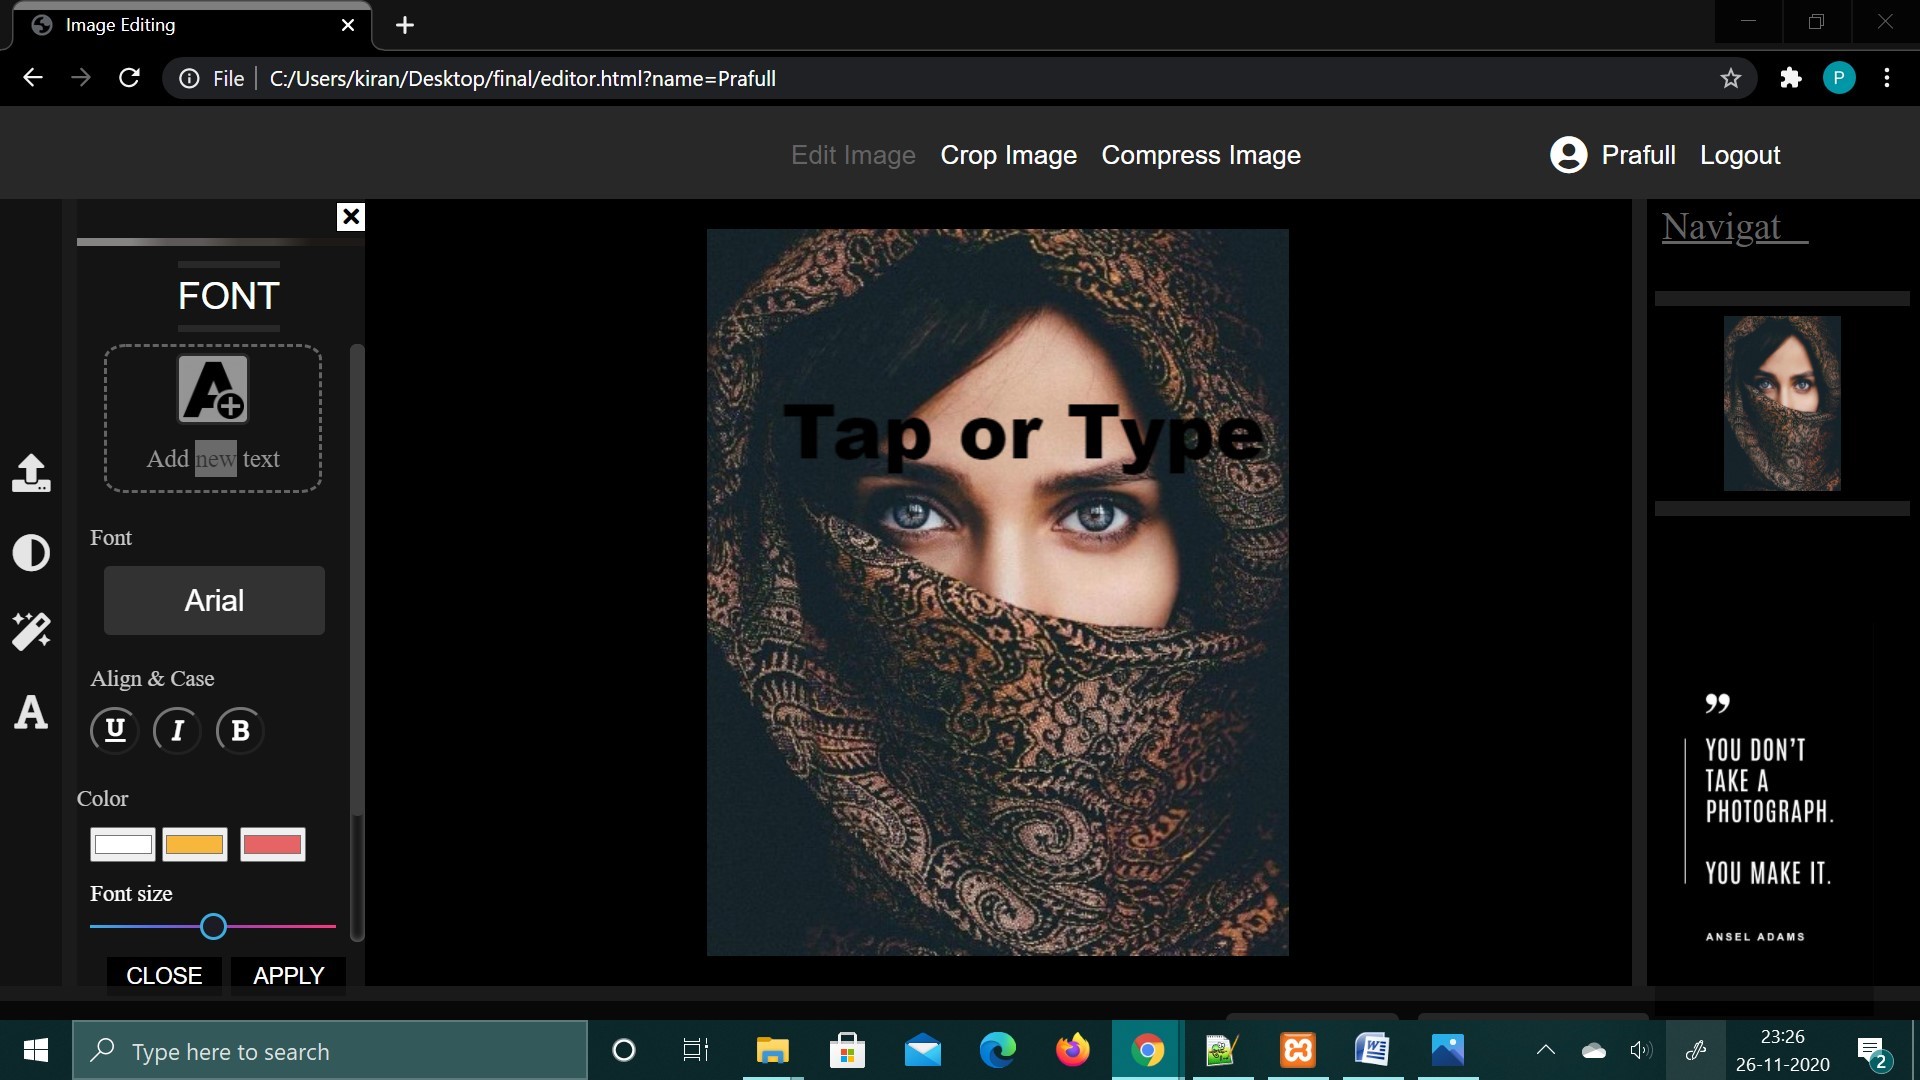 Image Editing
File C:/Users/kiran/Desktop/final/editor.html?name=Prafull
P
Edit Image Crop Image Compress Image
Prafull Logout
FONT
Add new text
Font
Arial
Align & Case
U I B
Color
Font size
CLOSE APPLY
Tap or Type
Navigat
YOU DON'T
TAKE A
PHOTOGRAPH.
YOU MAKE IT.
ANSEL ADAMS
Type here to search
23:26
26-11-2020
2